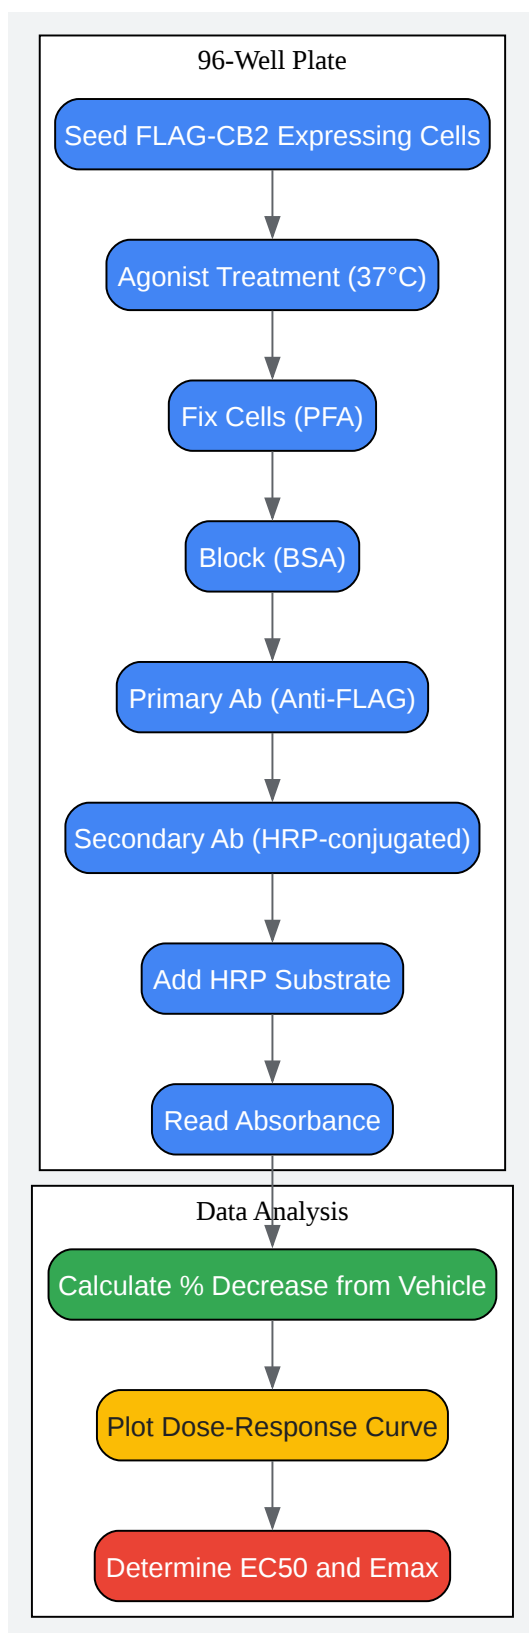 96-Well Plate
Seed FLAG-CB2 Expressing Cells
Agonist Treatment (37°C)
Fix Cells (PFA)
Block (BSA)
Primary Ab (Anti-FLAG)
Secondary Ab (HRP-conjugated)
Add HRP Substrate
Read Absorbance
Data Analysis
Calculate % Decrease from Vehicle
Plot Dose-Response Curve
Determine EC50 and Emax